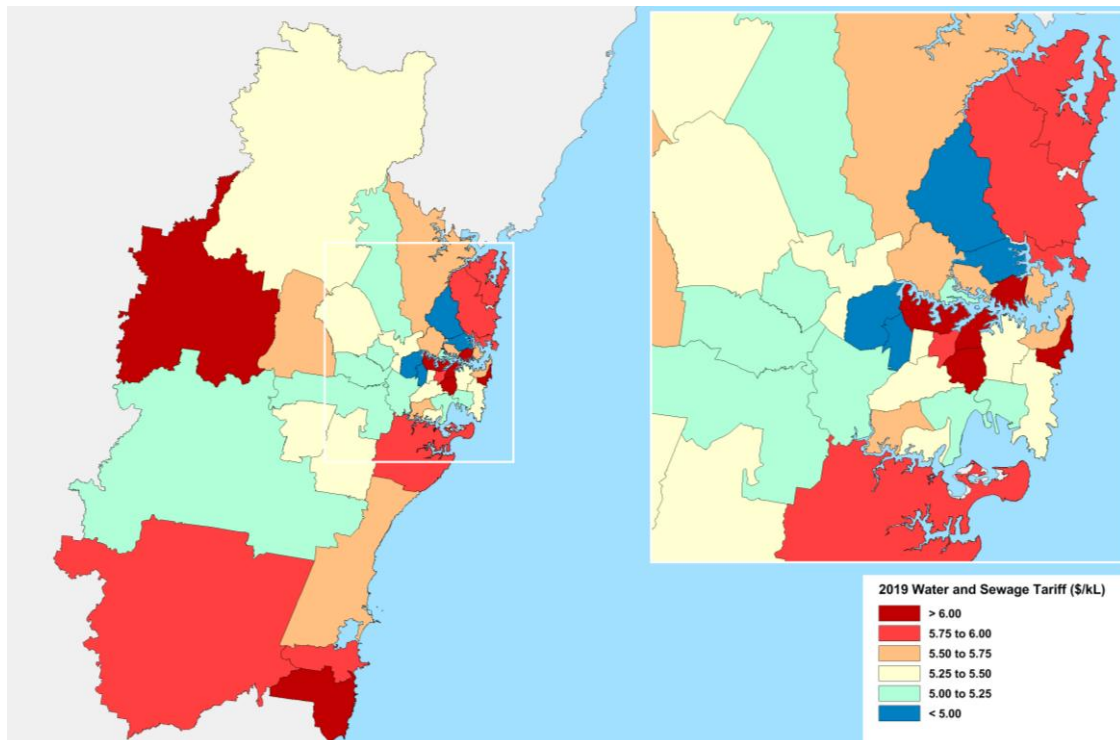 2019 Water and Sewage Tariff ($/kL)
> 6.00
5.75 to 6.00
5.50 to 5.75
5.25 to 5.50
5.00 to 5.25
< 5.00